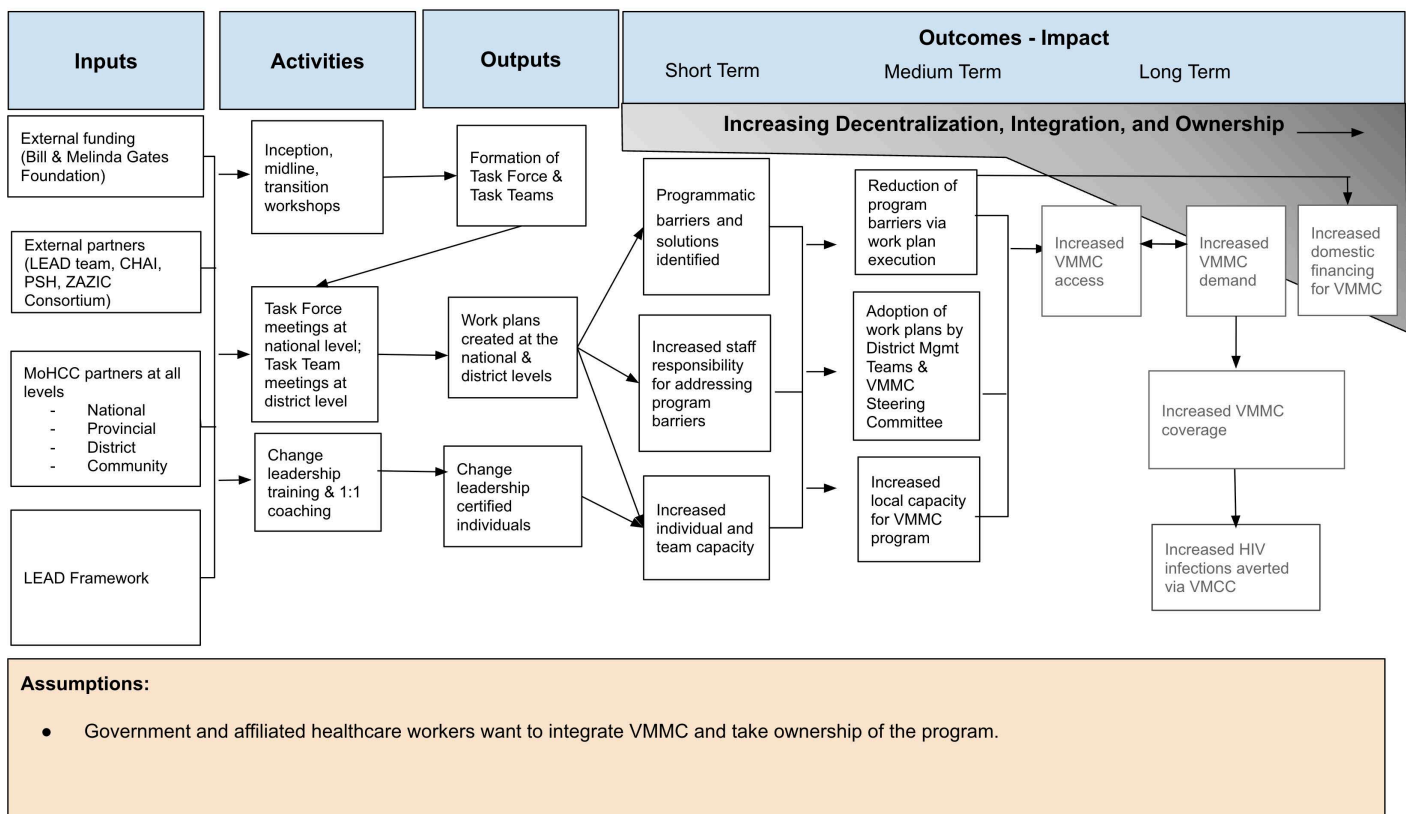 Inputs
Activities
Outputs
Outcomes - Impact
Short Term
Medium Term
Long Term
Increasing Decentralization, Integration, and Ownership
External funding
(Bill & Melinda Gates
Foundation)
External partners
(LEAD team, CHAI,
PSH, ZAZIC
Consortium)
MoHCC partners at all
levels
- National
- Provincial
- District
- Community
LEAD Framework
Inception,
midline,
transition
workshops
Task Force
meetings at
national level;
Task Team
meetings at
district level
Change
leadership
training & 1:1
coaching
Formation of
Task Force &
Task Teams
Work plans
created at the
national &
district levels
Change
leadership
certified
individuals
Programmatic
barriers and
solutions
identified
Increased staff
responsibility
for addressing
program
barriers
Increased
individual and
team capacity
Reduction of
program
barriers via
work plan
execution
Adoption of
work plans by
District Mgmt
Teams &
VMMC
Steering
Committee
Increased
local capacity
for VMMC
program
Increased
VMMC
access
Increased
VMMC
demand
Increased
domestic
financing
for VMMC
Increased VMMC
coverage
Increased HIV
infections averted
via VMCC
Assumptions:
● Government and affiliated healthcare workers want to integrate VMMC and take ownership of the program.